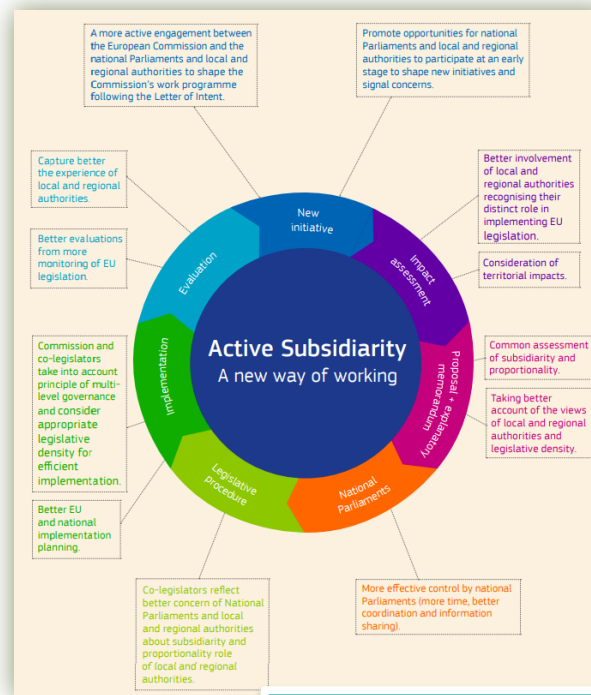 A more active engagement between
the European Commission and the
national Parliaments and local and
regional authorities to shape the
Commission's work programme
following the Letter of Intent.
Promote opportunities for national
Parliaments and local and regional
authorities to participate at an early
stage to shape new initiatives and
signal concerns.
Capture better
the experience of
local and regional
authorities.
Better evaluations
from more
monitoring of EU
legislation.
Better involvement
of local and
regional authorities
recognising their
distinct role in
implementing EU
legislation.
Consideration of
territorial impacts.
New
initiative
Impact
assessment
Evaluation
Active Subsidiarity
A new way of working
Proposal + explanatory
memorandum
Implementation
Legislative
procedure
National
Parliaments
Commission and
co-legislators
take into account
principle of multi-
level governance
and consider
appropriate
legislative
density for
efficient
implementation.
Better EU
and national
implementation
planning.
Common assessment
of subsidiarity and
proportionality.
Taking better
account of the views
of local and regional
authorities and
legislative density.
Co-legislators reflect
better concern of National
Parliaments and local
and regional authorities
about subsidiarity and
proportionality role
of local and regional
authorities.
More effective control by national
Parliaments (more time, better
coordination and information
sharing).